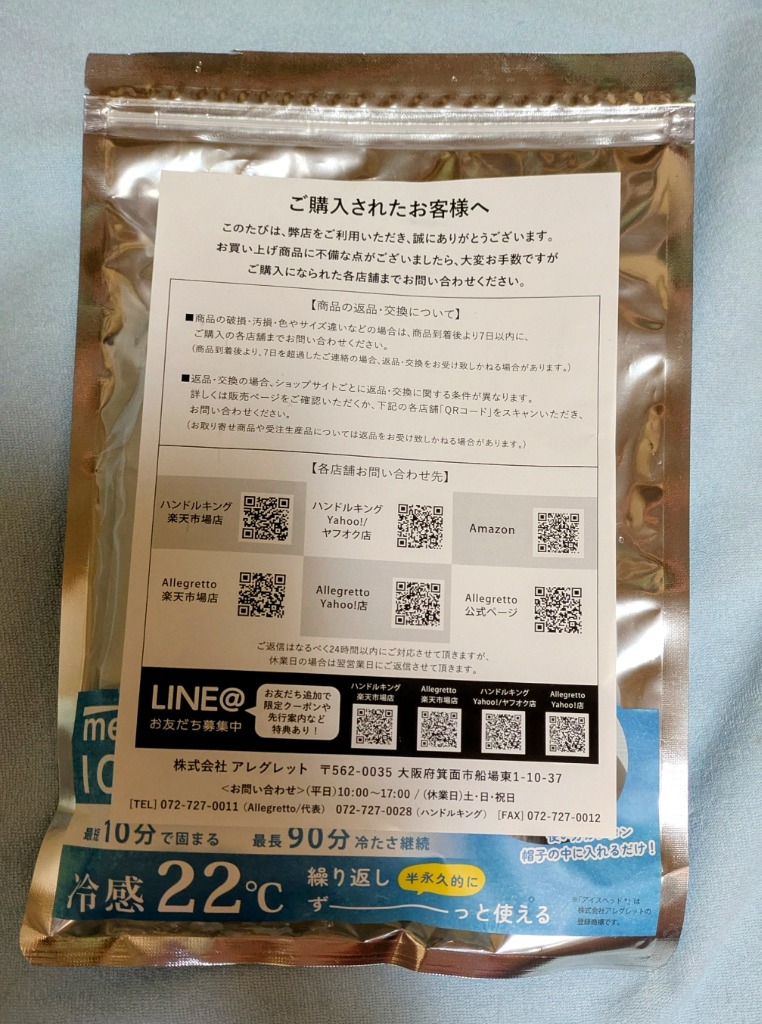 ご購入されたお客様へ
このたびは、弊店をご利用いただき、誠にありがとうございます。
お買い上げ商品に不備な点がございましたら、大変お手数ですが
ご購入になられた各店舗までお問い合わせください。
【商品の返品・交換について】
■商品の破損・汚損・色やサイズ違いなどの場合は、商品到着後より7日以内に、
ご購入の各店舗までお問い合わせください。
(商品到着後より、7日を超過したご連絡の場合、返品・交換をお受け致しかねる場合があります。)
■返品・交換の場合、ショップサイトごとに返品・交換に関する条件が異なります。
詳しくは販売ページをご確認いただくか、下記の各店舗「QRコード」をスキャンいただき、
お問い合わせください。
(お取り寄せ商品や受注生産品については返品をお受け致しかねる場合があります。)
【各店舗お問い合わせ先】
ハンドルキング
楽天市場店
ハンドルキング
Yahoo!/
ヤフオク店
Amazon
Allegretto
楽天市場店
Allegretto
Yahoo!店
Allegretto
公式ページ
ご返信はなるべく24時間以内にご対応させて頂きますが、
休業日の場合は翌営業日にご返信させて頂きます。
LINE@
お友だち募集中
お友だち追加で
限定クーポンや
先行案内など
特典あり！
ハンドルキング
楽天市場店
Allegretto
楽天市場店
ハンドルキング
Yahoo!/ヤフオク店
Allegretto
Yahoo!店
株式会社 アレグレット 〒562-0035 大阪府箕面市船場東1-10-37
<お問い合わせ> (平日)10:00〜17:00 / (休業日)土・日・祝日
[TEL] 072-727-0011 (Allegretto/代表) 072-727-0028 (ハンドルキング) [FAX] 072-727-0012
me
最短10分で固まる 最長90分冷たさ継続
帽子の中に入れるだけ！
冷感22℃
繰り返し 半永久的に
ず――っと使える
※「アイスヘッド®」は
株式会社アレグレットの
登録商標です。